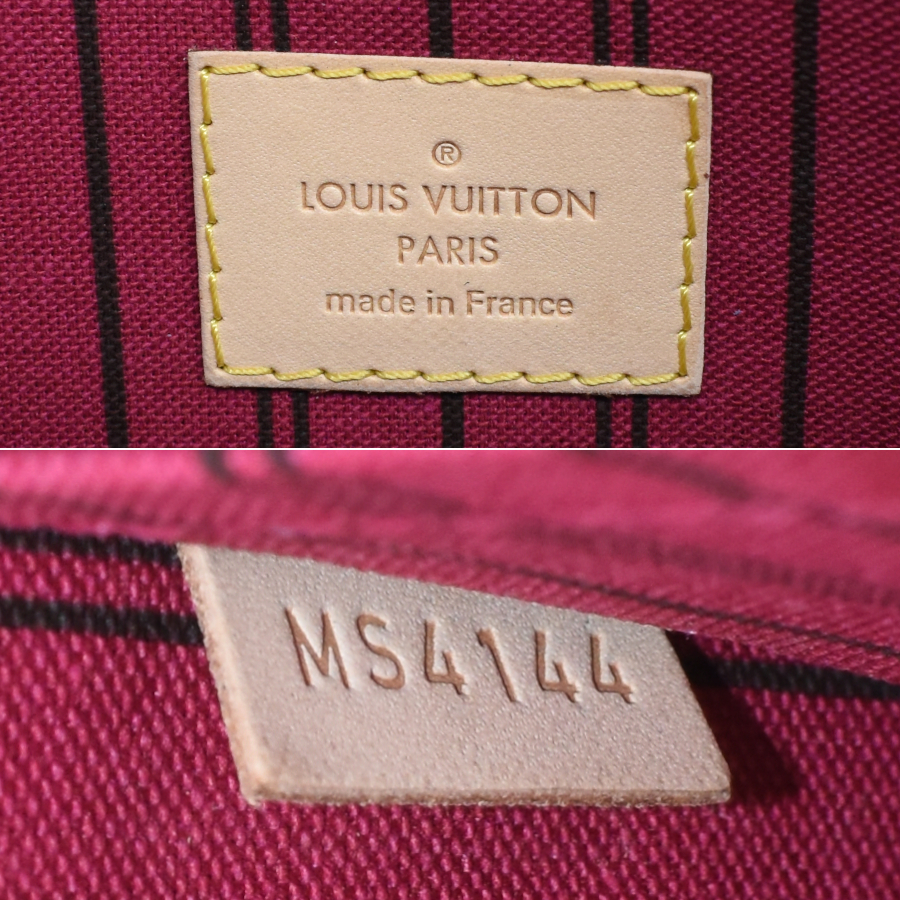 ®
LOUIS VUITTON
PARIS
made in France
MS4144